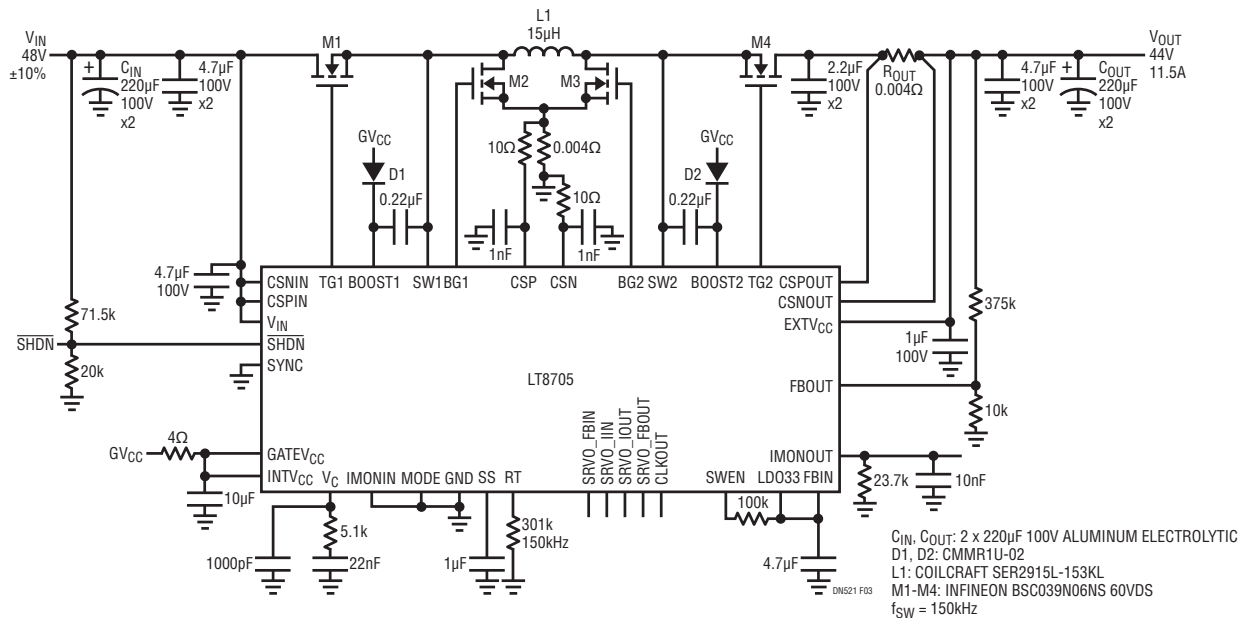 L1
15µH
VIN
48V
±10%
M1
M4
VOUT
44V
11.5A
+
CIN
220µF
100V
x2
4.7µF
100V
x2
M2
M3
2.2µF
100V
x2
ROUT
0.004Ω
4.7µF
100V
x2
+
COUT
220µF
100V
x2
GVCC
D1
0.22µF
10Ω
0.004Ω
10Ω
1nF
1nF
GVCC
D2
0.22µF
4.7µF
100V
71.5k
SHDN
20k
CSNIN
CSPIN
VIN
SHDN
SYNC
TG1 BOOST1 SW1 BG1 CSP CSN BG2 SW2 BOOST2 TG2
CSPOUT
CSNOUT
EXTVCC
1µF
100V
375k
LT8705
FBOUT
10k
4Ω
GVCC
GATEVCC
INTVCC
IMONOUT
23.7k
10nF
10µF
VC IMONIN MODE GND SS RT
SRVO_FBIN
SRVO_IIN
SRVO_IOUT
SRVO_FBOUT
CLKOUT
SWEN LDO33 FBIN
100k
1000pF
5.1k
22nF
1µF
301k
150kHz
4.7µF
DN521 F03
CIN, COUT: 2 x 220µF 100V ALUMINUM ELECTROLYTIC
D1, D2: CMMR1U-02
L1: COILCRAFT SER2915L-153KL
M1-M4: INFINEON BSC039N06NS 60VDS
fSW = 150kHz